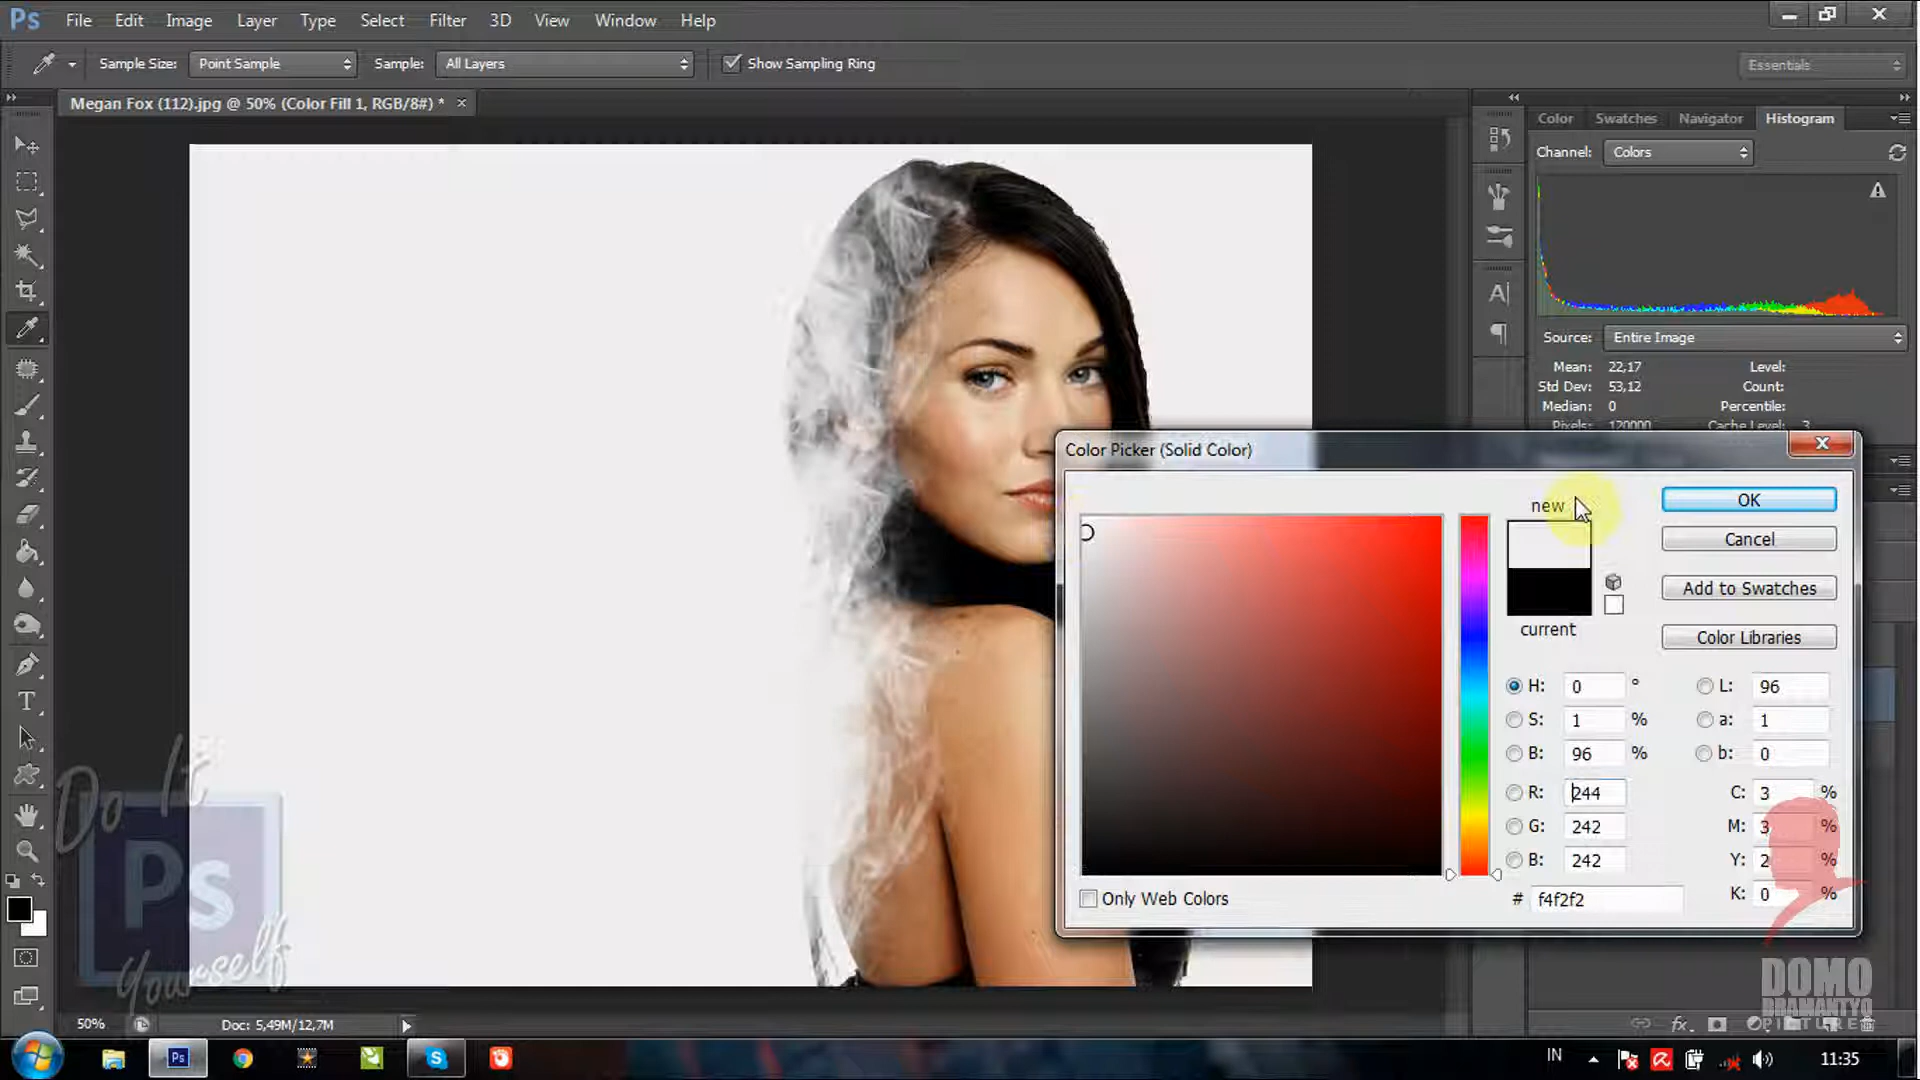 Ps File Edit Image Layer Type Select Filter 3D View Window Help
Sample Size: Point Sample Sample: All Layers Show Sampling Ring Essentials
Megan Fox (112).jpg @ 50% (Color Fill 1, RGB/8#) *
Color Swatches Navigator Histogram
Channel: Colors
Source: Entire Image
Mean: 22,17 Level:
Std Dev: 53,12 Count:
Median: 0 Percentile:
Pixels: 120000 Cache Level: 3
Color Picker (Solid Color)
new
OK
Cancel
Add to Swatches
current
Color Libraries
H: 0 ° L: 96
S: 1 % a: 1
B: 96 % b: 0
R: 244 C: 3 %
G: 242 M: 3 %
B: 242 Y: 2 %
# f4f2f2 K: 0 %
Only Web Colors
Do It
Ps
Yourself
DOMO
BRAMANTYO
PICTURE
50% Doc: 5,49M/12,7M
Ps
IN 11:35